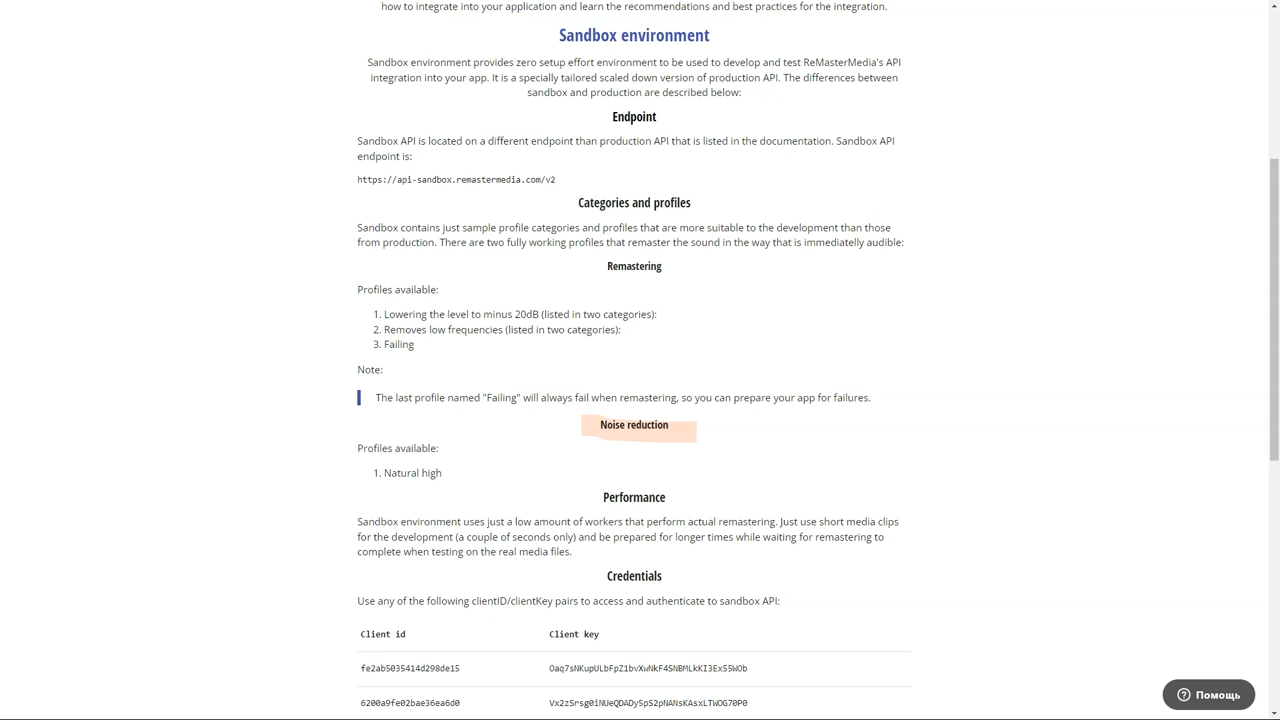 how to integrate into your application and learn the recommendations and best practices for the integration.
Sandbox environment
Sandbox environment provides zero setup effort environment to be used to develop and test ReMasterMedia's API
integration into your app. It is a specially tailored scaled down version of production API. The differences between
sandbox and production are described below:
Endpoint
Sandbox API is located on a different endpoint than production API that is listed in the documentation. Sandbox API
endpoint is:
https://api-sandbox.remastermedia.com/v2
Categories and profiles
Sandbox contains just sample profile categories and profiles that are more suitable to the development than those
from production. There are two fully working profiles that remaster the sound in the way that is immediatelly audible:
Remastering
Profiles available:
1. Lowering the level to minus 20dB (listed in two categories):
2. Removes low frequencies (listed in two categories):
3. Failing
Note:
The last profile named "Failing" will always fail when remastering, so you can prepare your app for failures.
Noise reduction
Profiles available:
1. Natural high
Performance
Sandbox environment uses just a low amount of workers that perform actual remastering. Just use short media clips
for the development (a couple of seconds only) and be prepared for longer times while waiting for remastering to
complete when testing on the real media files.
Credentials
Use any of the following clientID/clientKey pairs to access and authenticate to sandbox API:
Client id Client key
fe2ab5035414d298de15 Oaq7sNKupULbFpZ1bvXwNkF4SNBMLkKI3Ex55WOb
6200a9fe02bae36ea6d0 Vx2zSrsg0iNUeQDADy5pS2pNANsKAsxLTWOG70P0
Помощь